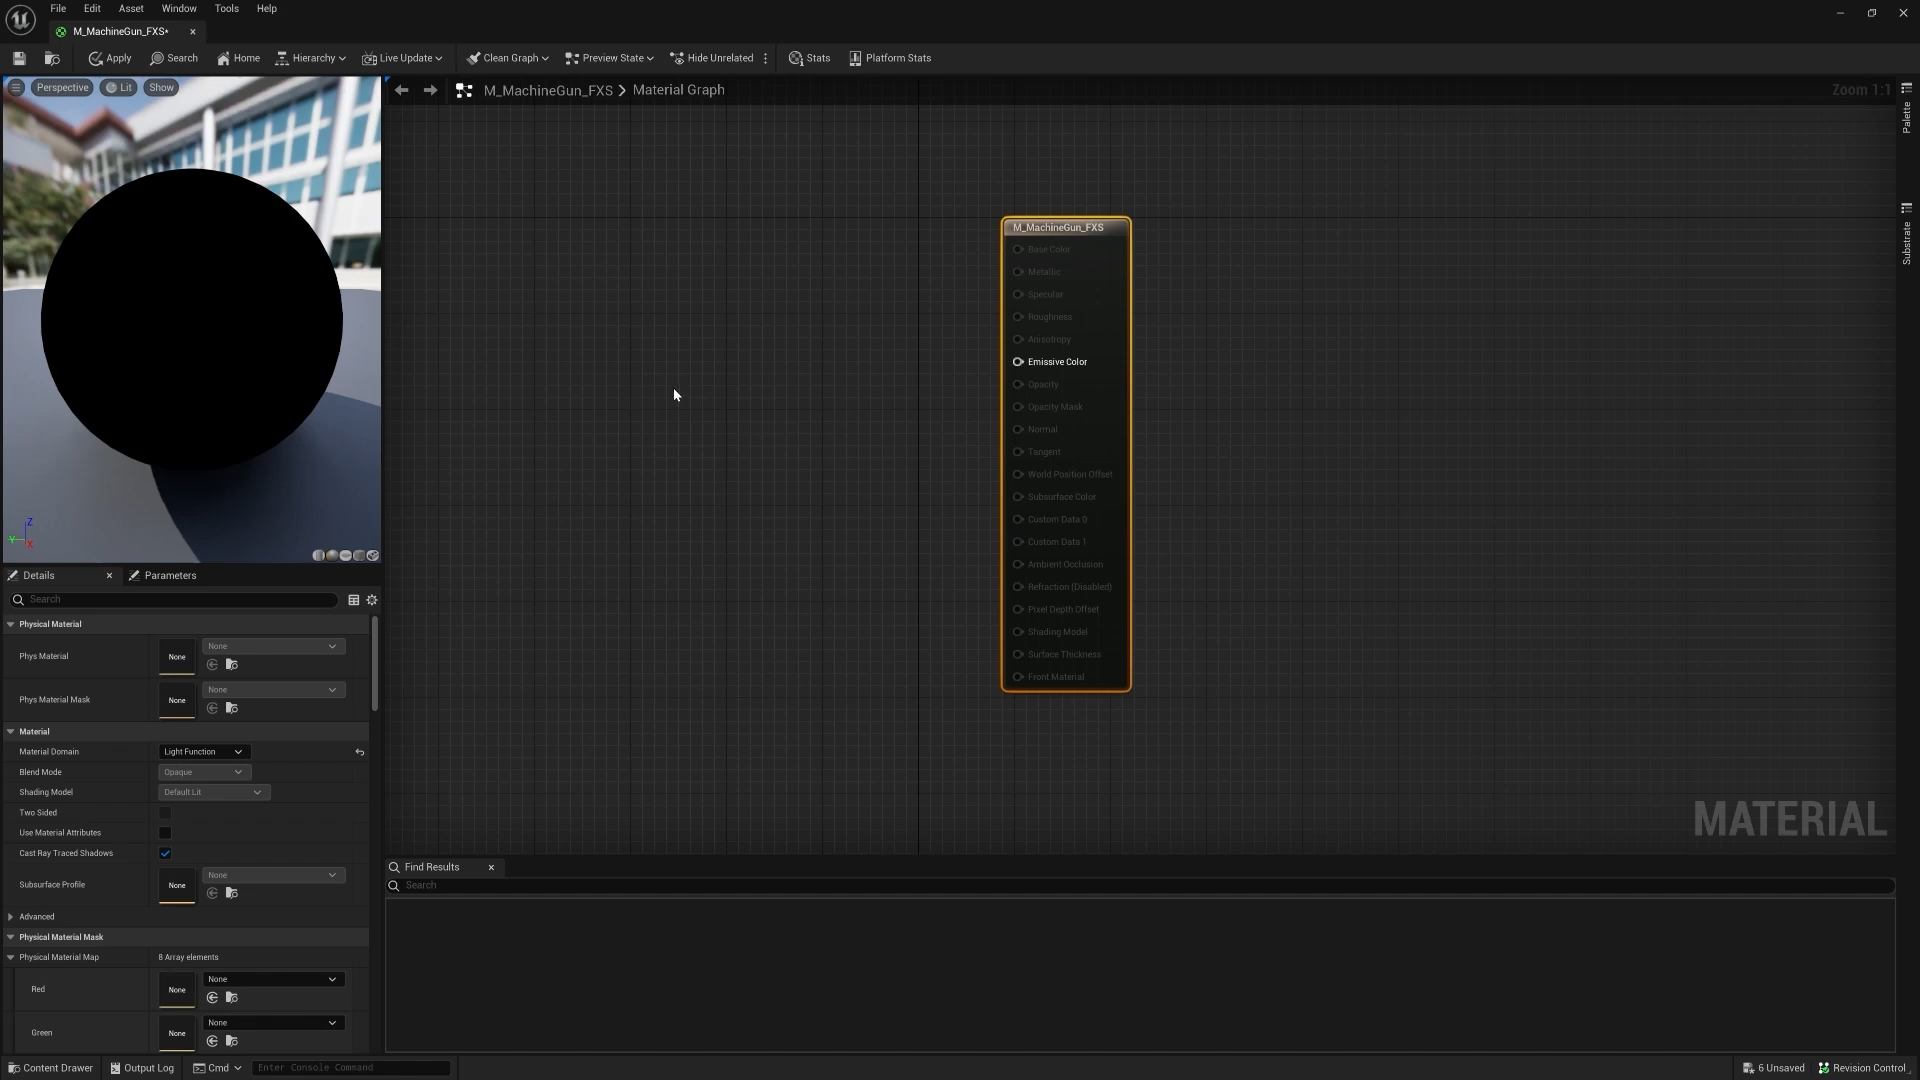 File Edit Asset Window Tools Help
M_MachineGun_FXS*
Apply Search Home Hierarchy Live Update Clean Graph Preview State Hide Unrelated Stats Platform Stats
Perspective Lit Show
M_MachineGun_FXS > Material Graph
Zoom 1:1
Palette
Substrate
M_MachineGun_FXS
Base Color
Metallic
Specular
Roughness
Anisotropy
Emissive Color
Opacity
Opacity Mask
Normal
Tangent
World Position Offset
Subsurface Color
Custom Data 0
Custom Data 1
Ambient Occlusion
Refraction (Disabled)
Pixel Depth Offset
Shading Model
Surface Thickness
Front Material
MATERIAL
Z
Y
X
Details Parameters
Search
Physical Material
Phys Material None None
Phys Material Mask None None
Material
Material Domain Light Function
Blend Mode Opaque
Shading Model Default Lit
Two Sided
Use Material Attributes
Cast Ray Traced Shadows
Subsurface Profile None None
Advanced
Physical Material Mask
Physical Material Map 8 Array elements
Red None None
Green None None
Find Results
Search
Content Drawer Output Log Cmd Enter Console Command
6 Unsaved Revision Control